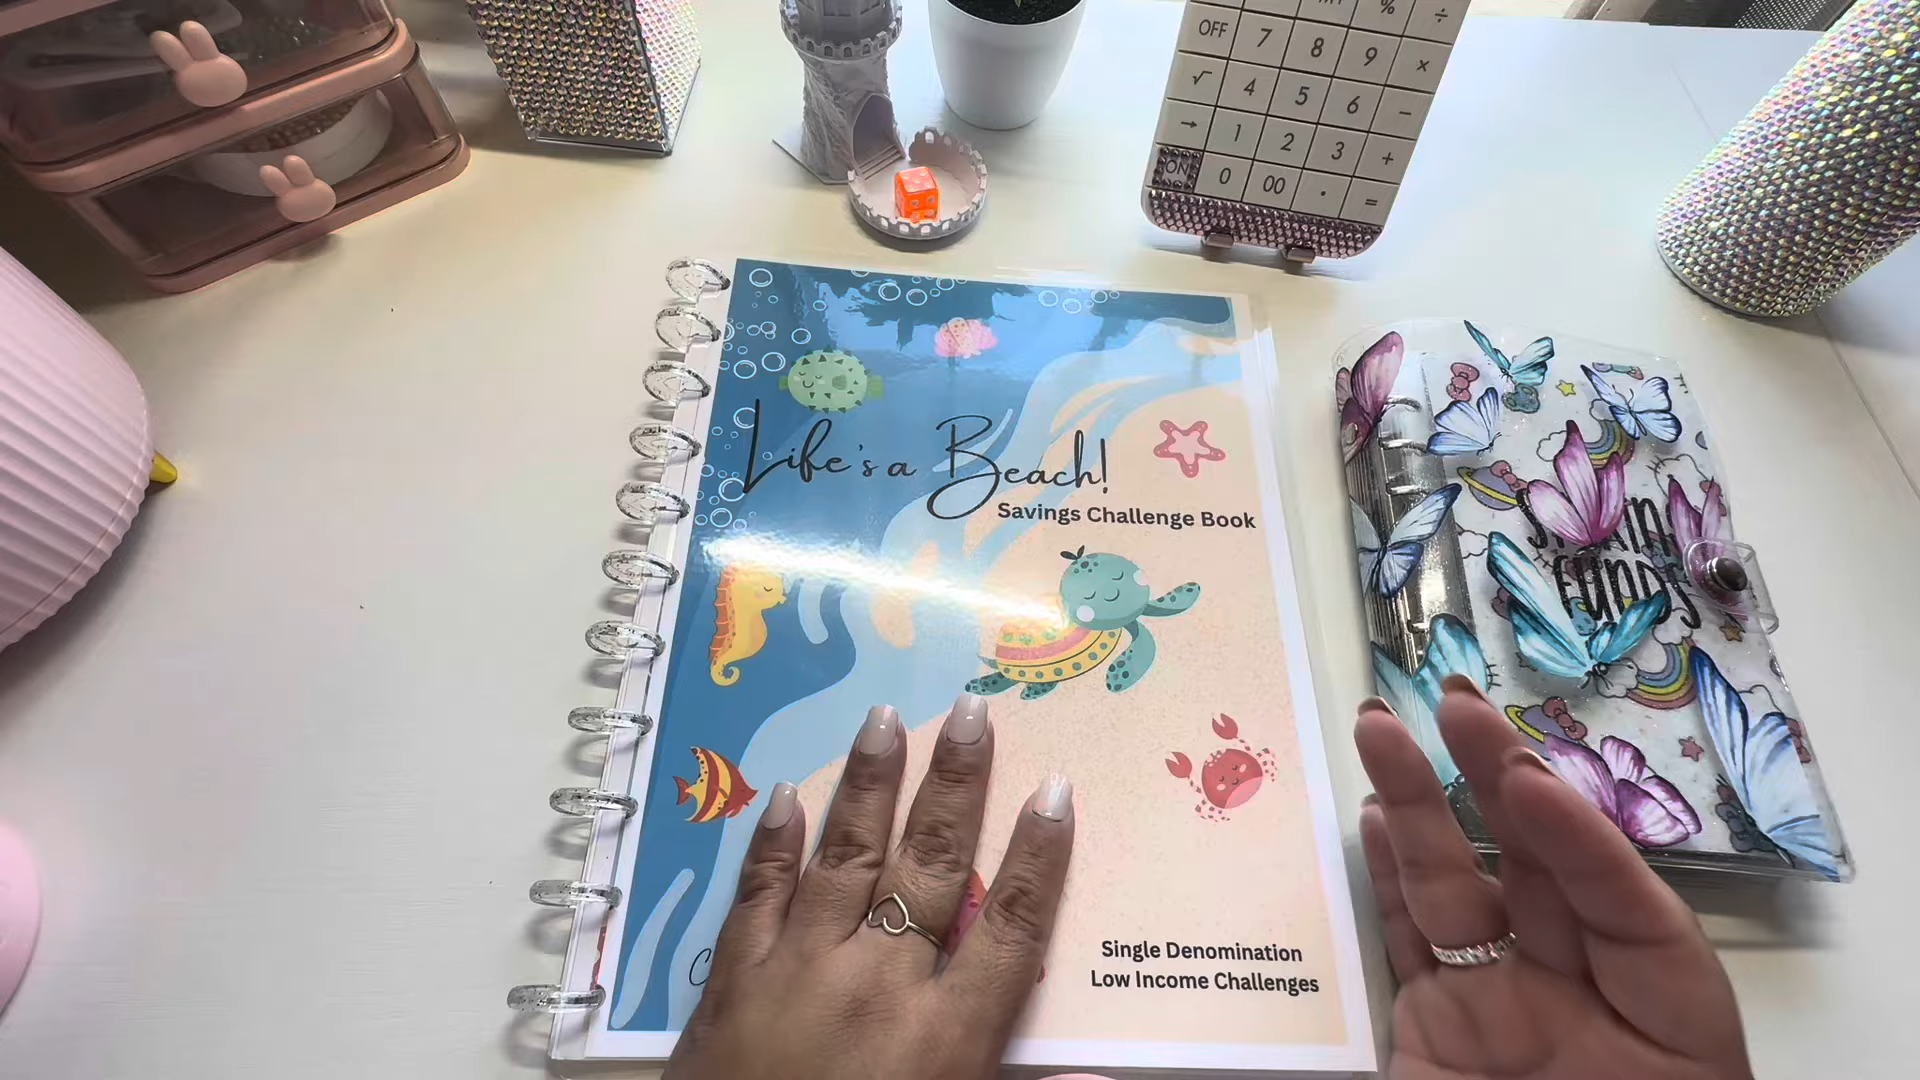 % ÷
OFF 7 8 9 ×
√ 4 5 6 −
→ 1 2 3 +
ON 0 00 · =
Life's a Beach!
Savings Challenge Book
Single Denomination
Low Income Challenges
FUNDS